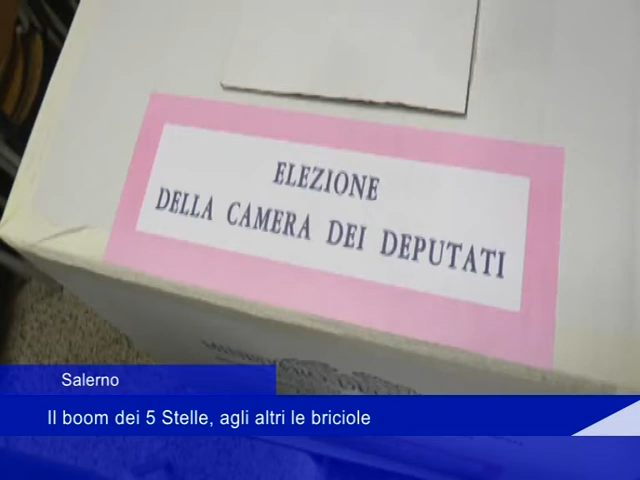 ELEZIONE
DELLA CAMERA DEI DEPUTATI
Salerno
Il boom dei 5 Stelle, agli altri le briciole